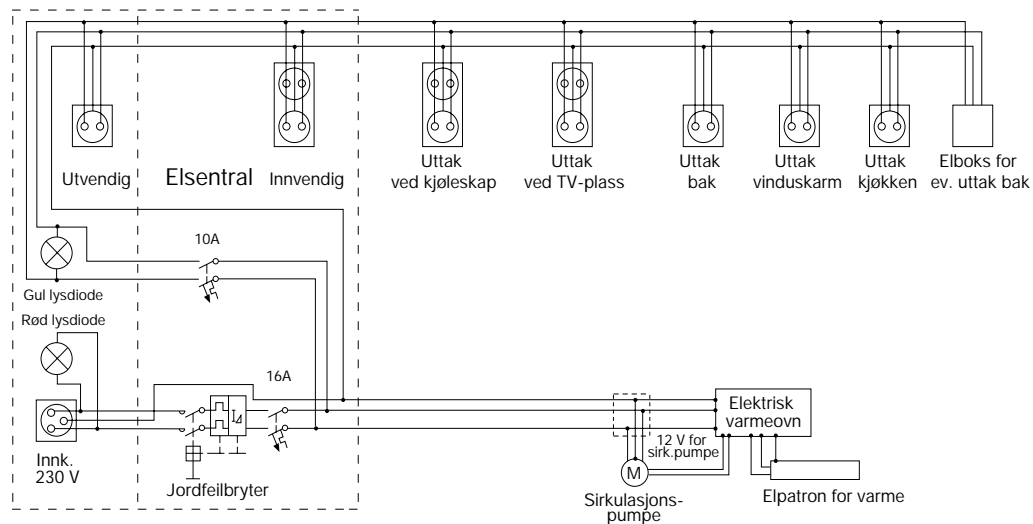 Utvendig
Elsentral
Innvendig
Uttak
ved kjøleskap
Uttak
ved TV-plass
Uttak
bak
Uttak
vinduskarm
Uttak
kjøkken
Elboks for
ev. uttak bak
10A
Gul lysdiode
Rød lysdiode
16A
I⊿
Innk.
230 V
Jordfeilbryter
Elektrisk
varmeovn
12 V for
sirk.pumpe
M
Sirkulasjons-
pumpe
Elpatron for varme